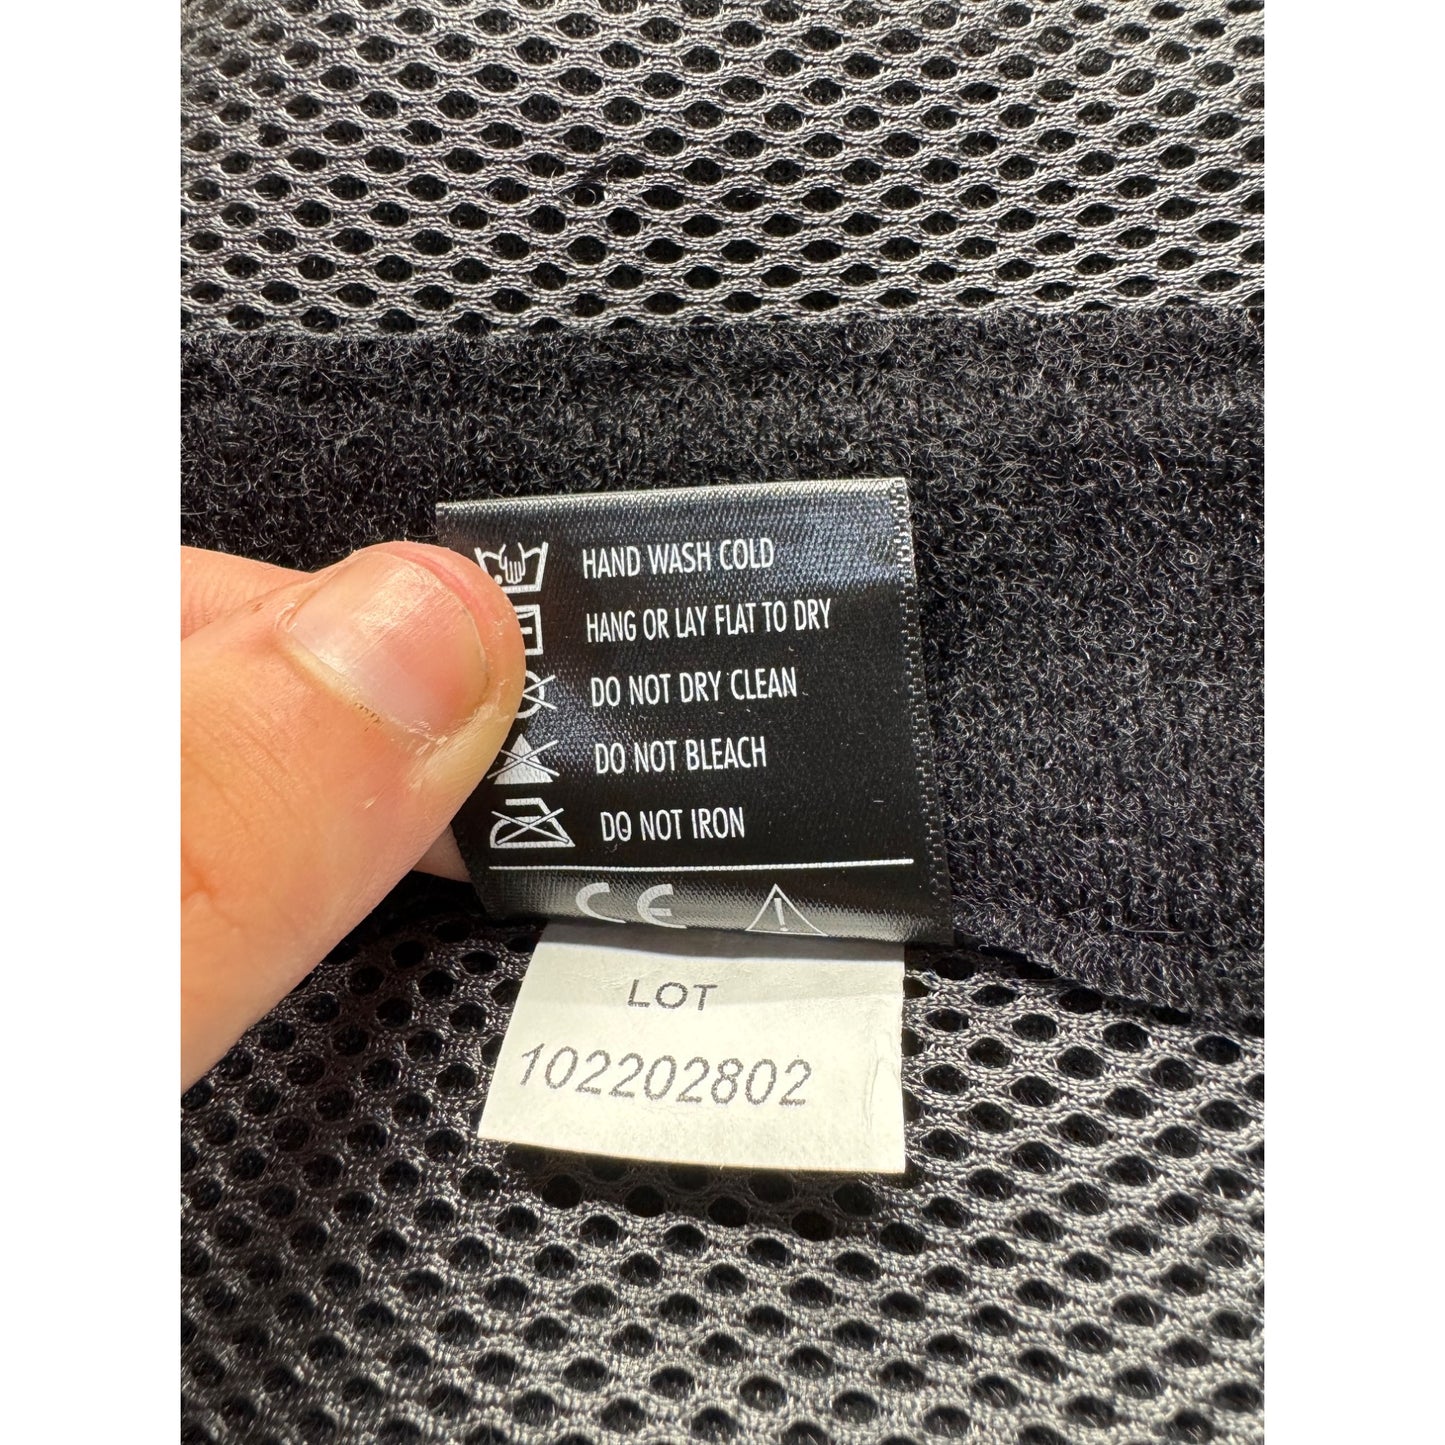 HAND WASH COLD
HANG OR LAY FLAT TO DRY
DO NOT DRY CLEAN
DO NOT BLEACH
DO NOT IRON
CE
LOT
102202802